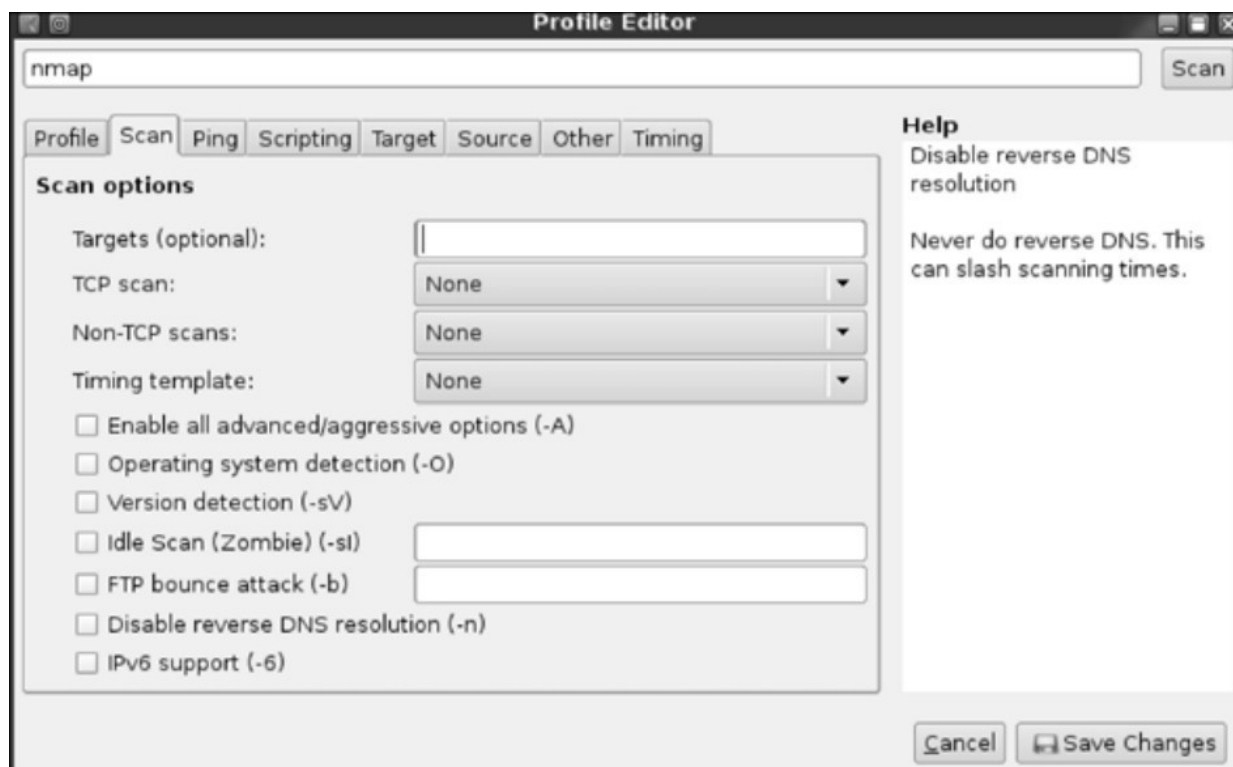 Profile Editor
nmap
Scan
Profile Scan Ping Scripting Target Source Other Timing
Scan options
Targets (optional):
TCP scan: None
Non-TCP scans: None
Timing template: None
Enable all advanced/aggressive options (-A)
Operating system detection (-O)
Version detection (-sV)
Idle Scan (Zombie) (-sI)
FTP bounce attack (-b)
Disable reverse DNS resolution (-n)
IPv6 support (-6)
Help
Disable reverse DNS
resolution
Never do reverse DNS. This
can slash scanning times.
Cancel
Save Changes